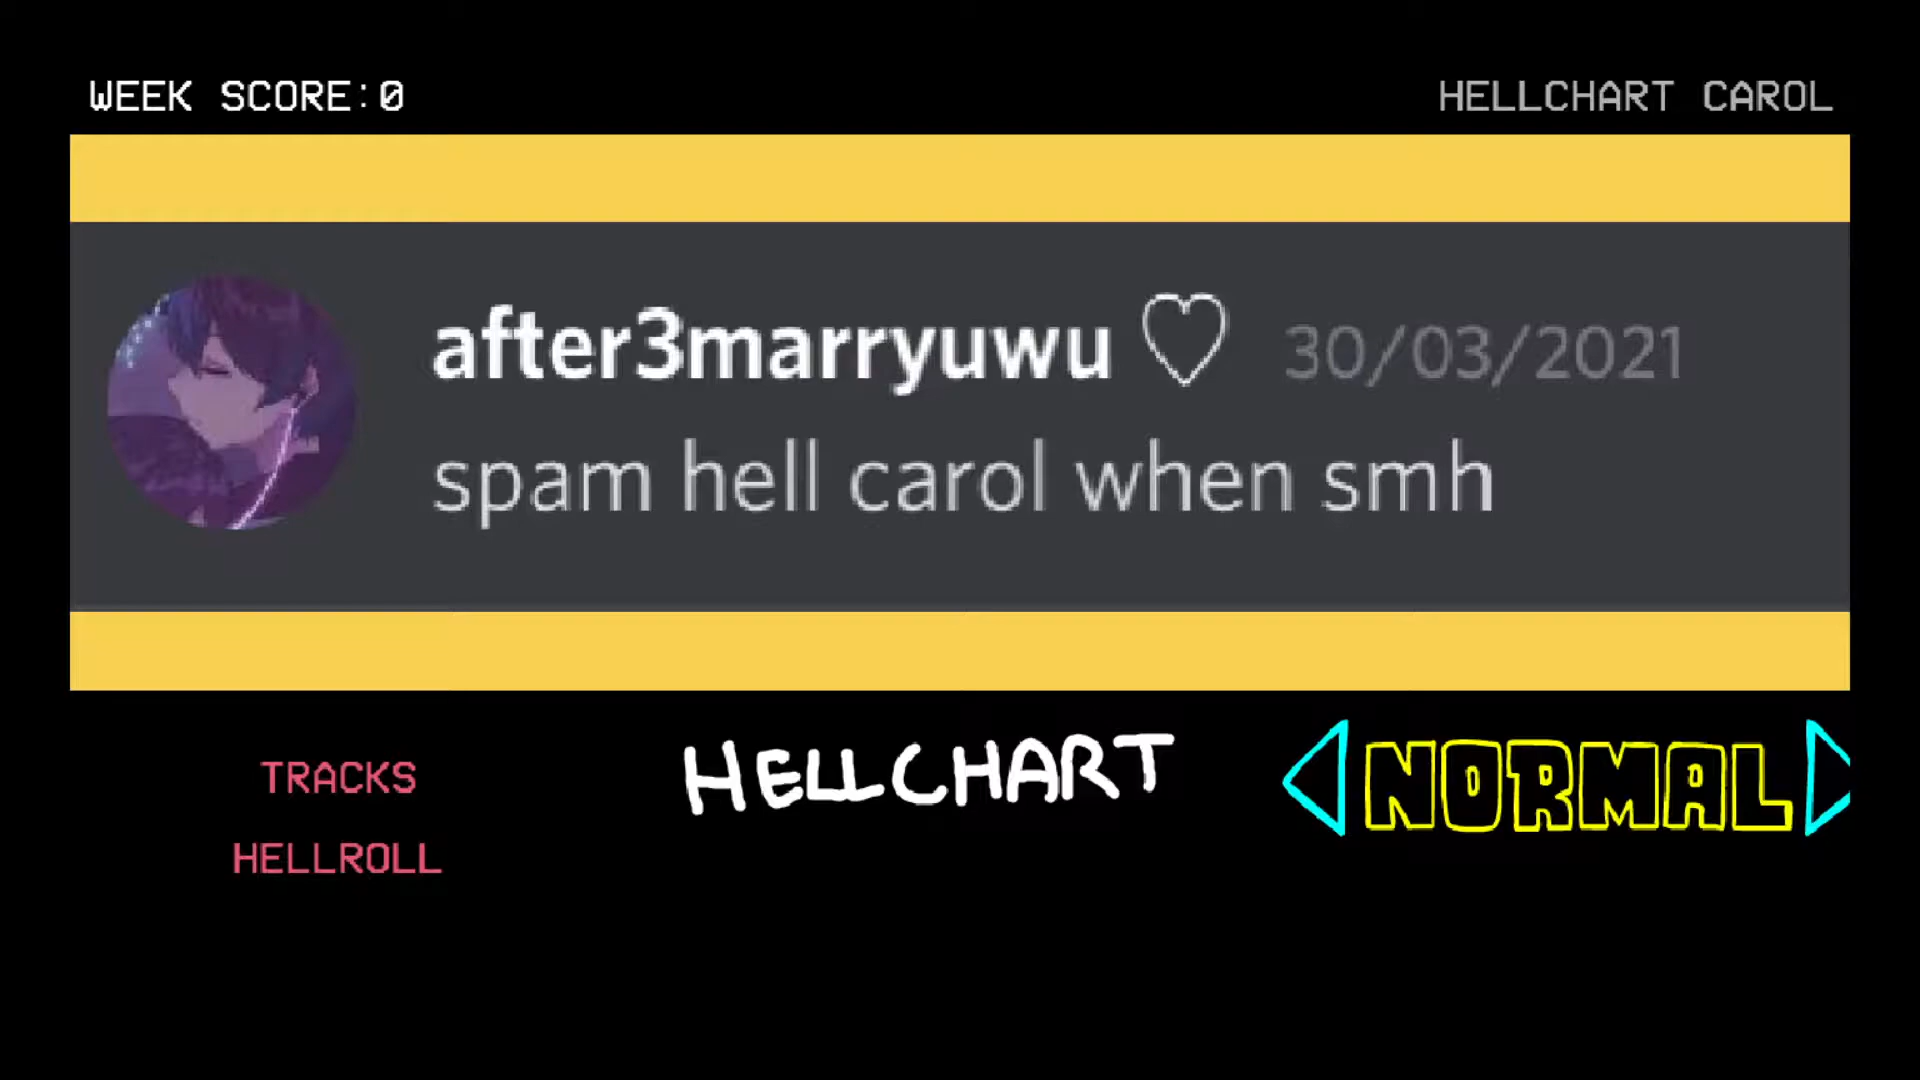 WEEK SCORE:0
HELLCHART CAROL
after3marryuwu ♡ 30/03/2021
spam hell carol when smh
TRACKS
HELLROLL
HELLCHART
NORMAL